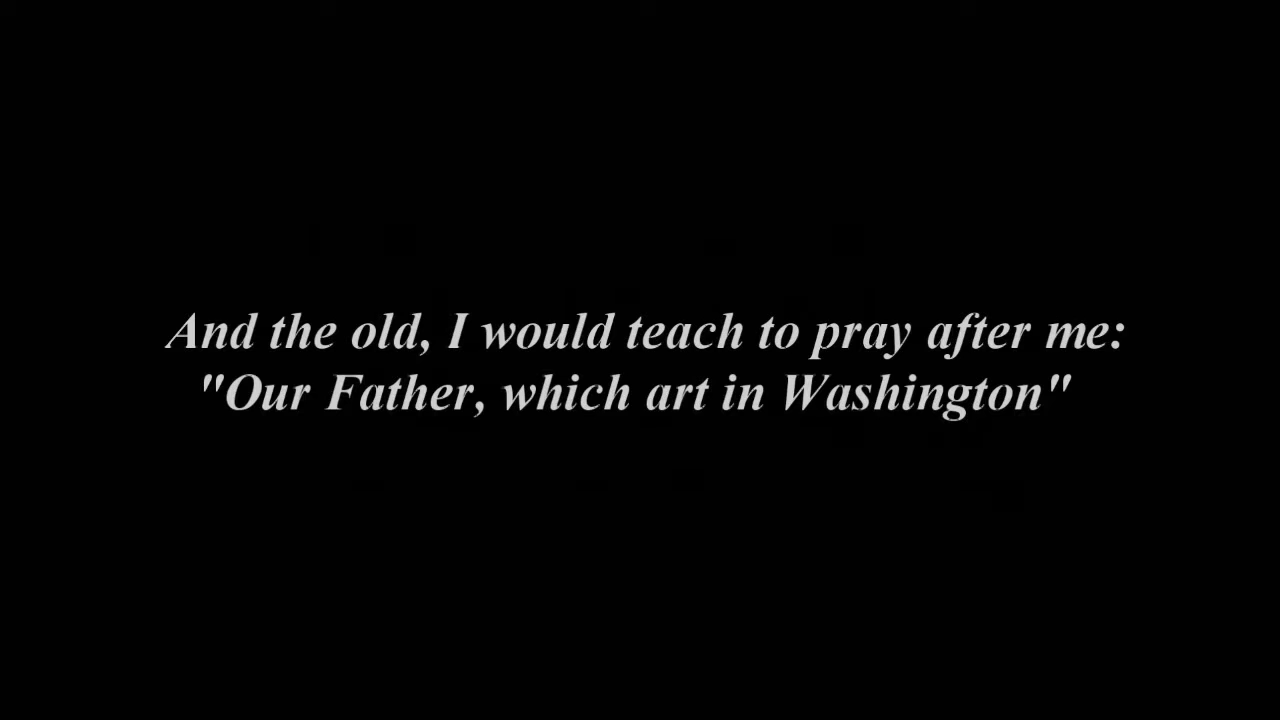 And the old, I would teach to pray after me:
"Our Father, which art in Washington"